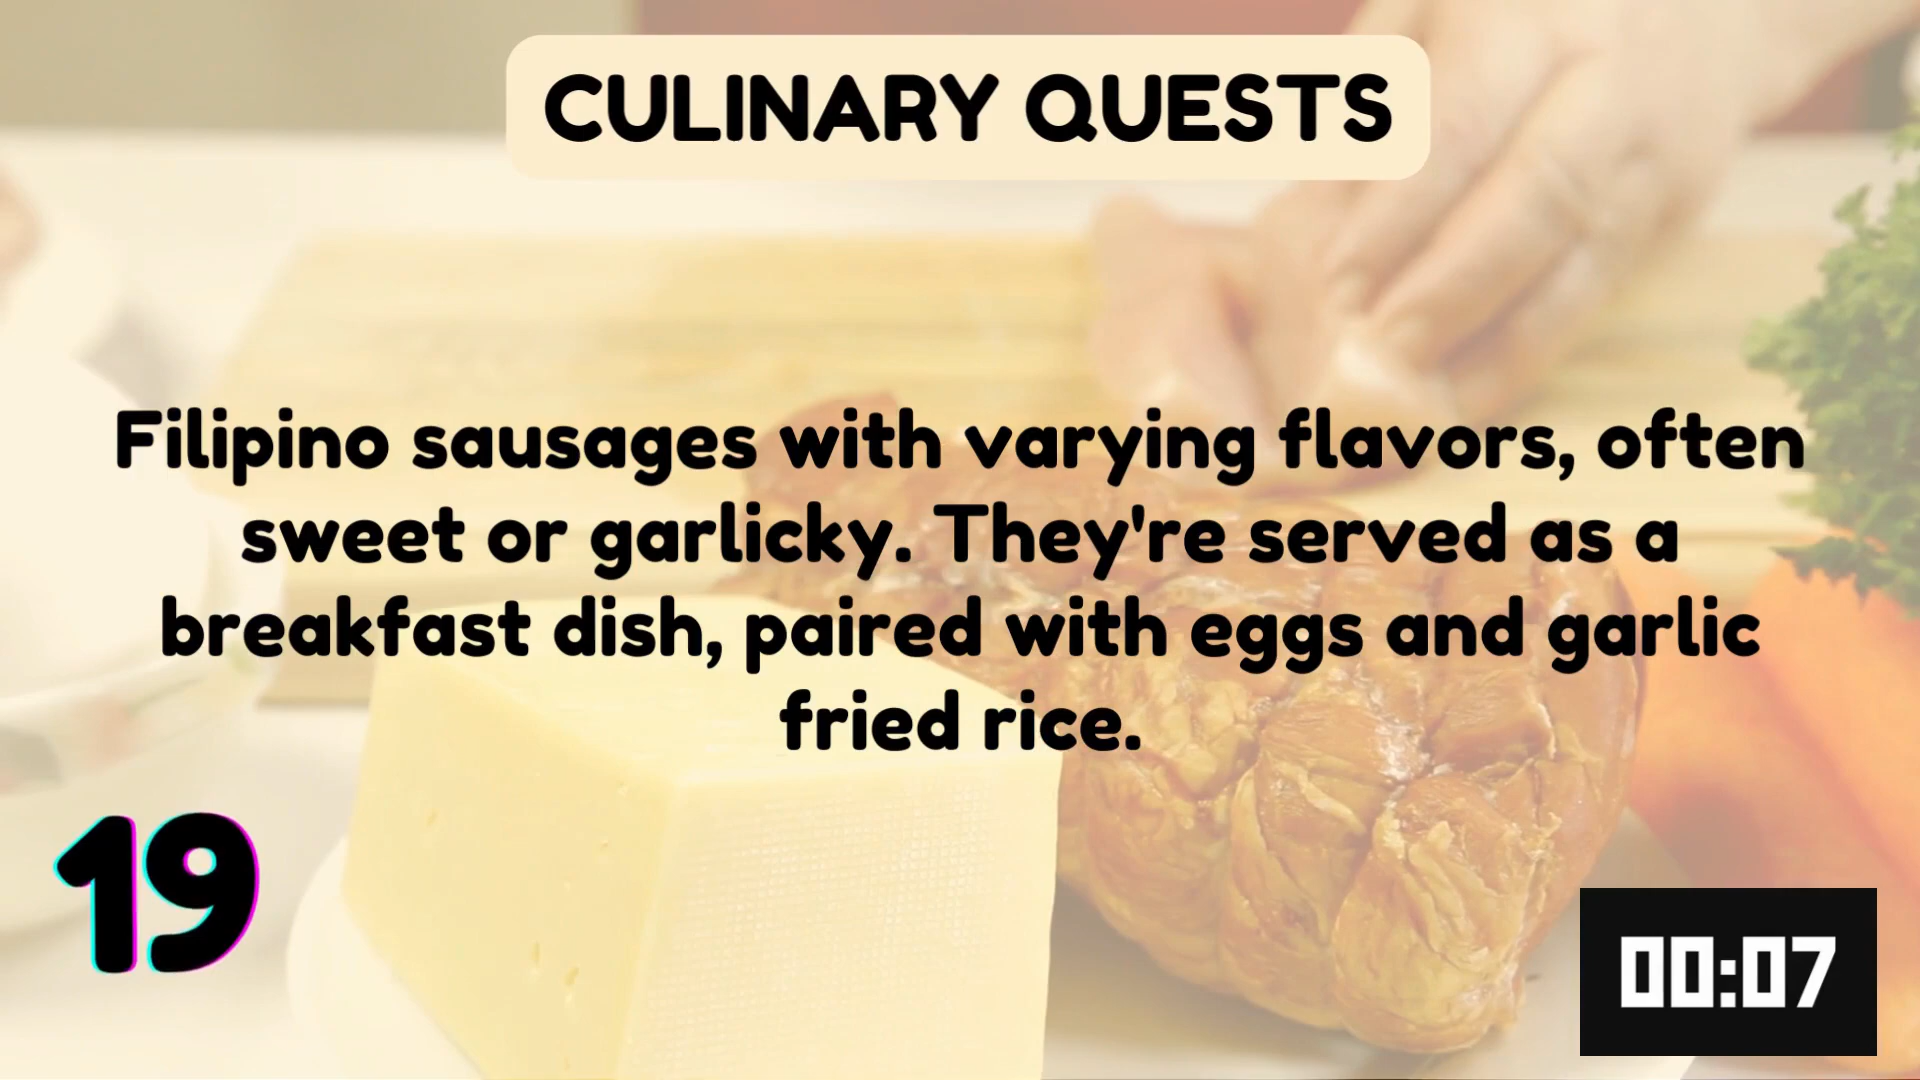 CULINARY QUESTS
Filipino sausages with varying flavors, often
sweet or garlicky. They're served as a
breakfast dish, paired with eggs and garlic
fried rice.
19
00:07